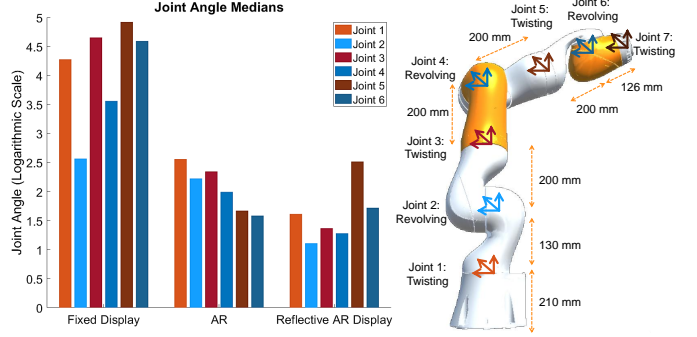 Joint Angle Medians
Joint Angle (Logarithmic Scale)
5
4.5
4
3.5
3
2.5
2
1.5
1
0.5
0
Fixed Display
AR
Reflective AR Display
Joint 1
Joint 2
Joint 3
Joint 4
Joint 5
Joint 6
Joint 6:
Revolving
Joint 5:
Twisting
Joint 7:
Twisting
200 mm
Joint 4:
Revolving
126 mm
200 mm
200 mm
Joint 3:
Twisting
200 mm
Joint 2:
Revolving
130 mm
Joint 1:
Twisting
210 mm